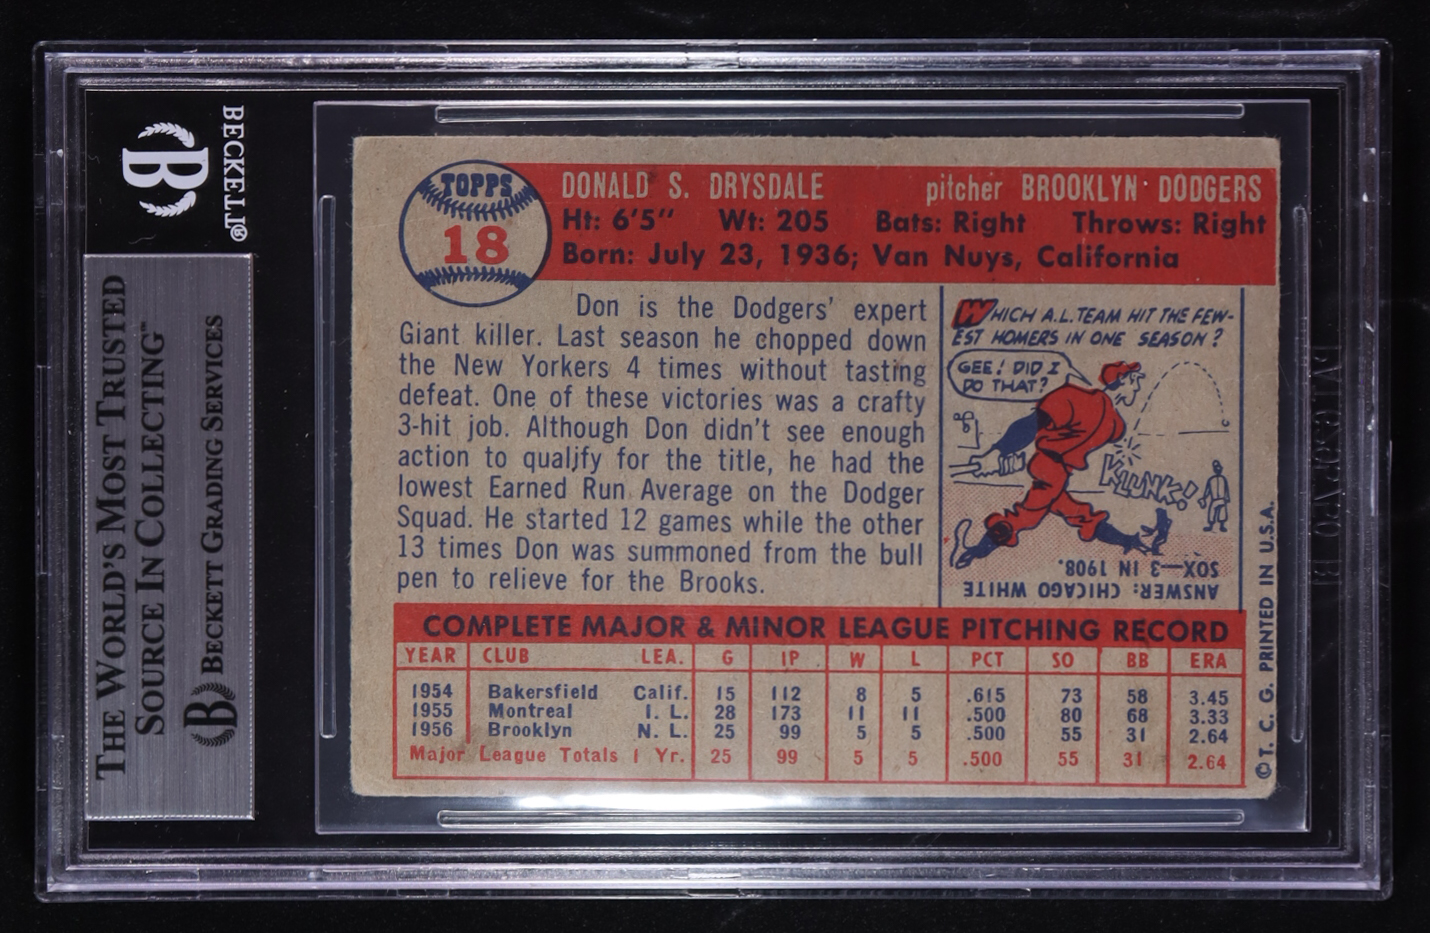 BECKETT®
B
THE WORLD'S MOST TRUSTED
SOURCE IN COLLECTING™
B BECKETT GRADING SERVICES
TOPPS
18
DONALD S. DRYSDALE pitcher BROOKLYN DODGERS
Ht: 6'5" Wt: 205 Bats: Right Throws: Right
Born: July 23, 1936; Van Nuys, California
Don is the Dodgers' expert
Giant killer. Last season he chopped down
the New Yorkers 4 times without tasting
defeat. One of these victories was a crafty
3-hit job. Although Don didn't see enough
action to qualify for the title, he had the
lowest Earned Run Average on the Dodger
Squad. He started 12 games while the other
13 times Don was summoned from the bull
pen to relieve for the Brooks.
WHICH A.L. TEAM HIT THE FEW-
EST HOMERS IN ONE SEASON?
GEE! DID I
DO THAT?
KLUNK!
ANSWER: CHICAGO WHITE
SOX—3 IN 1908.
COMPLETE MAJOR & MINOR LEAGUE PITCHING RECORD
YEAR CLUB LEA. G IP W L PCT SO BB ERA
1954 Bakersfield Calif. 15 112 8 5 .615 73 58 3.45
1955 Montreal I. L. 28 173 11 11 .500 80 68 3.33
1956 Brooklyn N. L. 25 99 5 5 .500 55 31 2.64
Major League Totals 1 Yr. 25 99 5 5 .500 55 31 2.64
© T. C. G. PRINTED IN U.S.A.